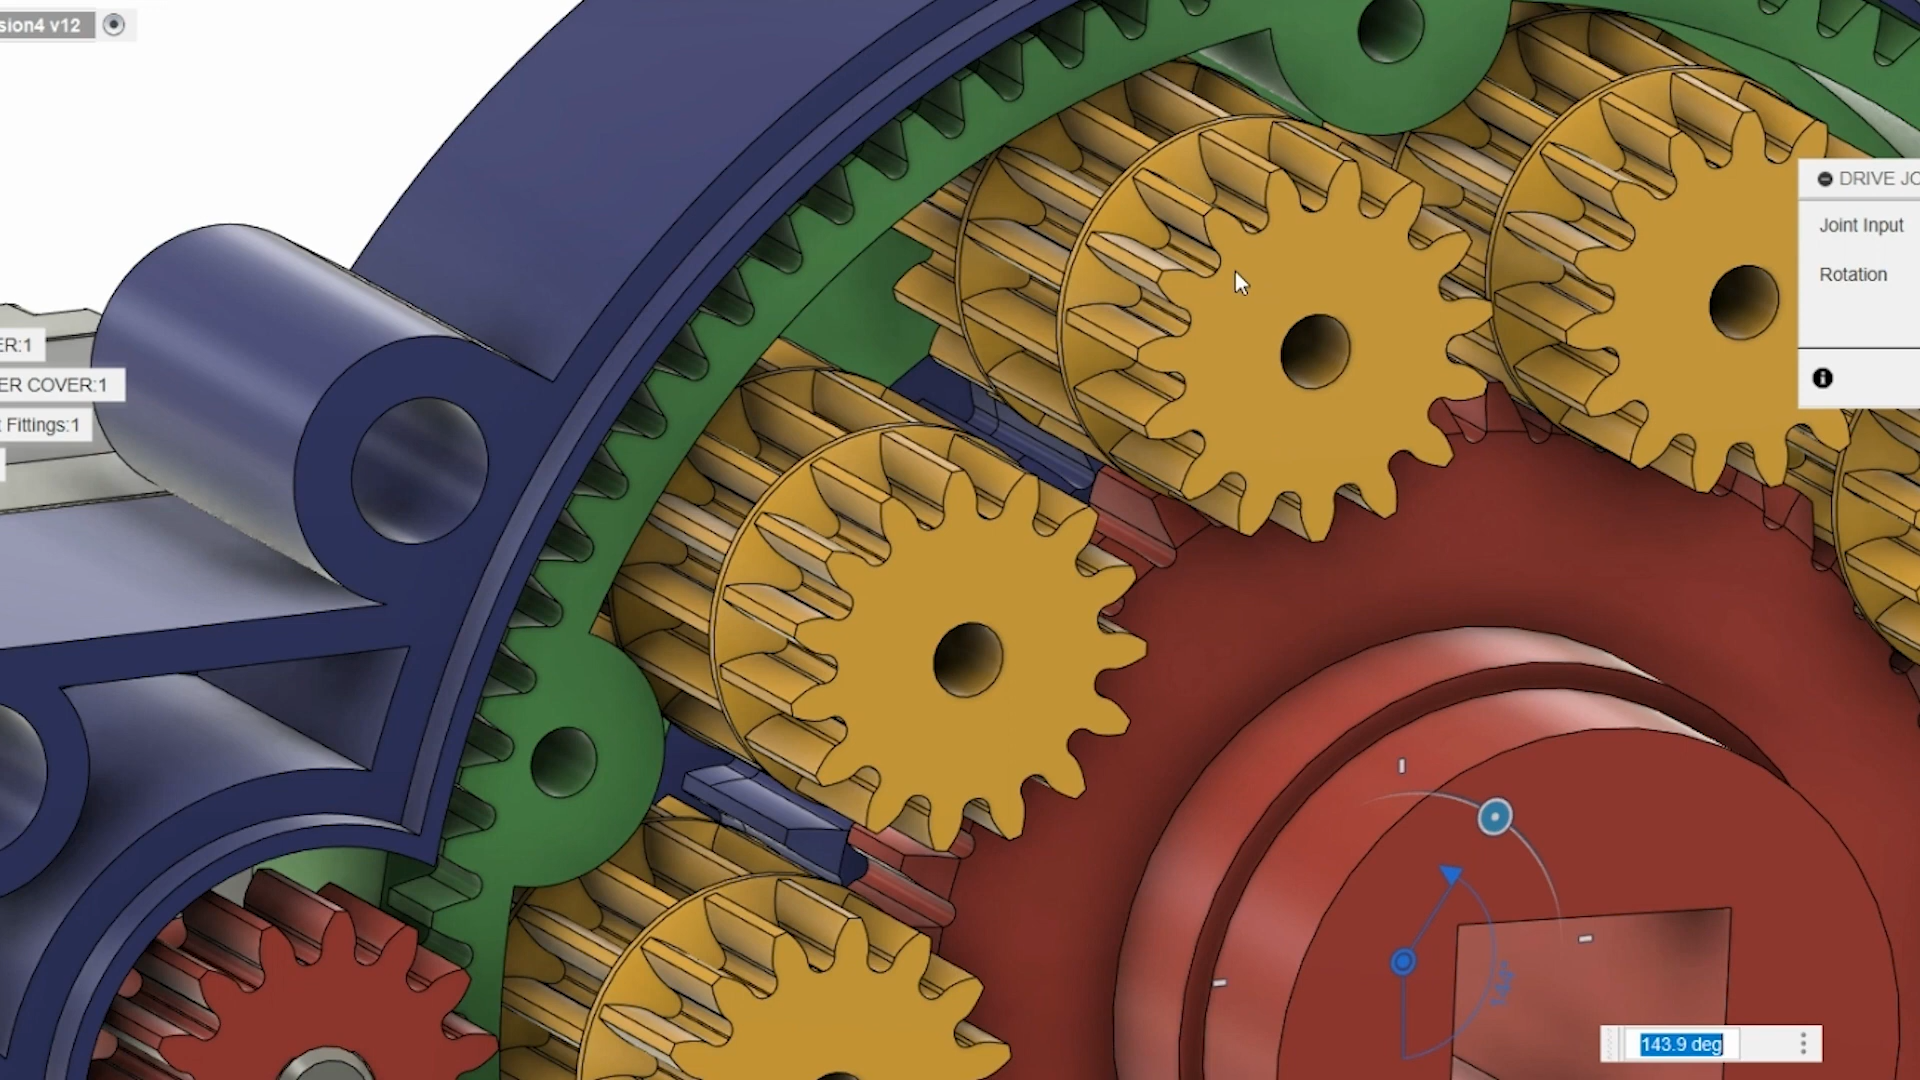 sion4 v12
DRIVE JO
Joint Input
ER:1
Rotation
ER COVER:1
t Fittings:1
143.9 deg